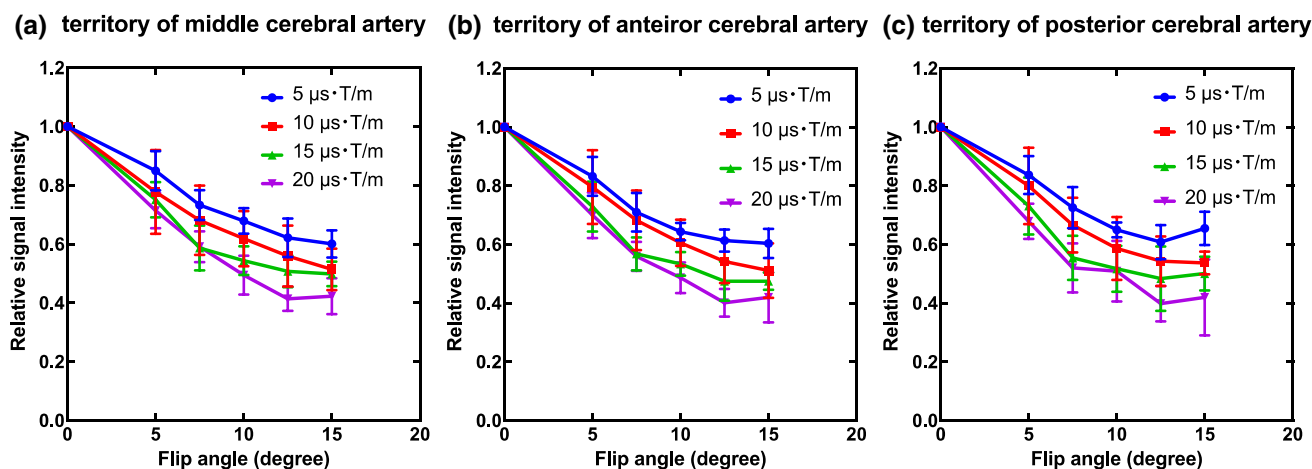 (a) territory of middle cerebral artery
Relative signal intensity
1.2
1.0
0.8
0.6
0.4
0.2
0.0
5 μs·T/m
10 μs·T/m
15 μs·T/m
20 μs·T/m
0 5 10 15 20
Flip angle (degree)
(b) territory of anteiror cerebral artery
Relative signal intensity
1.2
1.0
0.8
0.6
0.4
0.2
0.0
5 μs·T/m
10 μs·T/m
15 μs·T/m
20 μs·T/m
0 5 10 15 20
Flip angle (degree)
(c) territory of posterior cerebral artery
Relative signal intensity
1.2
1.0
0.8
0.6
0.4
0.2
0.0
5 μs·T/m
10 μs·T/m
15 μs·T/m
20 μs·T/m
0 5 10 15 20
Flip angle (degree)